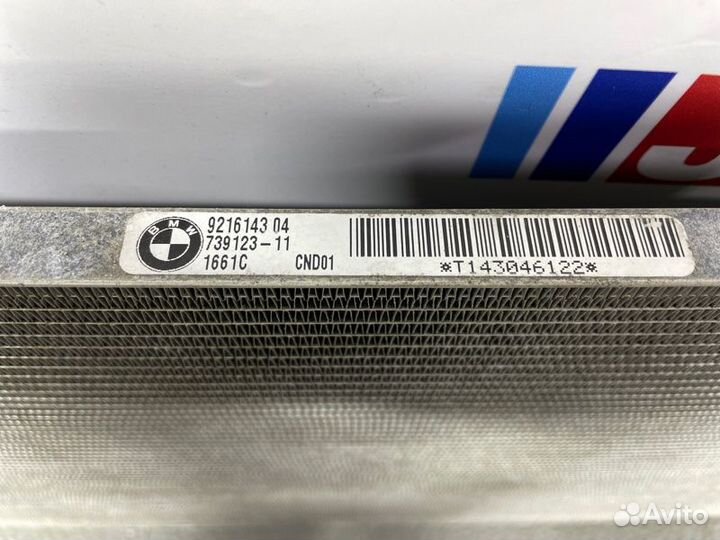 BMW
9216143 04
739123-11
1661C CND01
*T143046122*
Avito